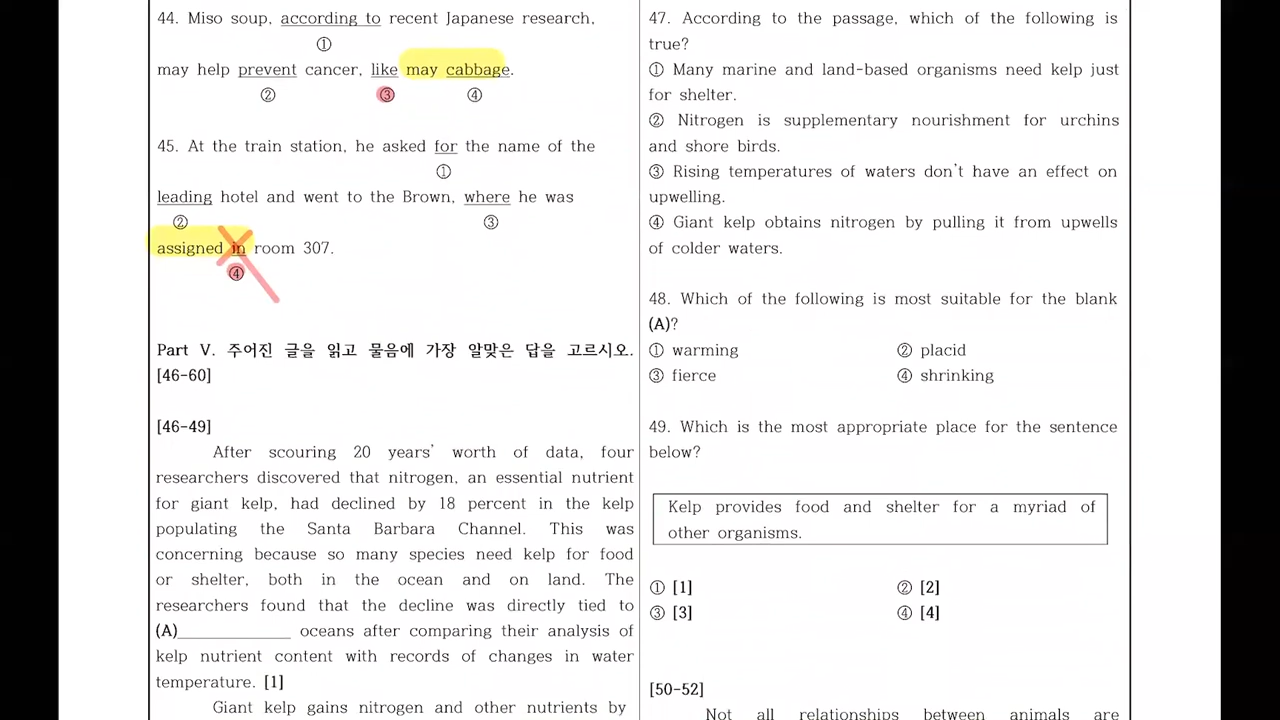 44. Miso soup, according to recent Japanese research,
①
may help prevent cancer, like may cabbage.
② ③ ④
45. At the train station, he asked for the name of the
①
leading hotel and went to the Brown, where he was
② ③
assigned in room 307.
④
Part V. 주어진 글을 읽고 물음에 가장 알맞은 답을 고르시오.
[46-60]
[46-49]
After scouring 20 years' worth of data, four
researchers discovered that nitrogen, an essential nutrient
for giant kelp, had declined by 18 percent in the kelp
populating the Santa Barbara Channel. This was
concerning because so many species need kelp for food
or shelter, both in the ocean and on land. The
researchers found that the decline was directly tied to
(A)____________ oceans after comparing their analysis of
kelp nutrient content with records of changes in water
temperature. [1]
Giant kelp gains nitrogen and other nutrients by
47. According to the passage, which of the following is
true?
① Many marine and land-based organisms need kelp just
for shelter.
② Nitrogen is supplementary nourishment for urchins
and shore birds.
③ Rising temperatures of waters don't have an effect on
upwelling.
④ Giant kelp obtains nitrogen by pulling it from upwells
of colder waters.
48. Which of the following is most suitable for the blank
(A)?
① warming ② placid
③ fierce ④ shrinking
49. Which is the most appropriate place for the sentence
below?
Kelp provides food and shelter for a myriad of
other organisms.
① [1] ② [2]
③ [3] ④ [4]
[50-52]
Not all relationships between animals are